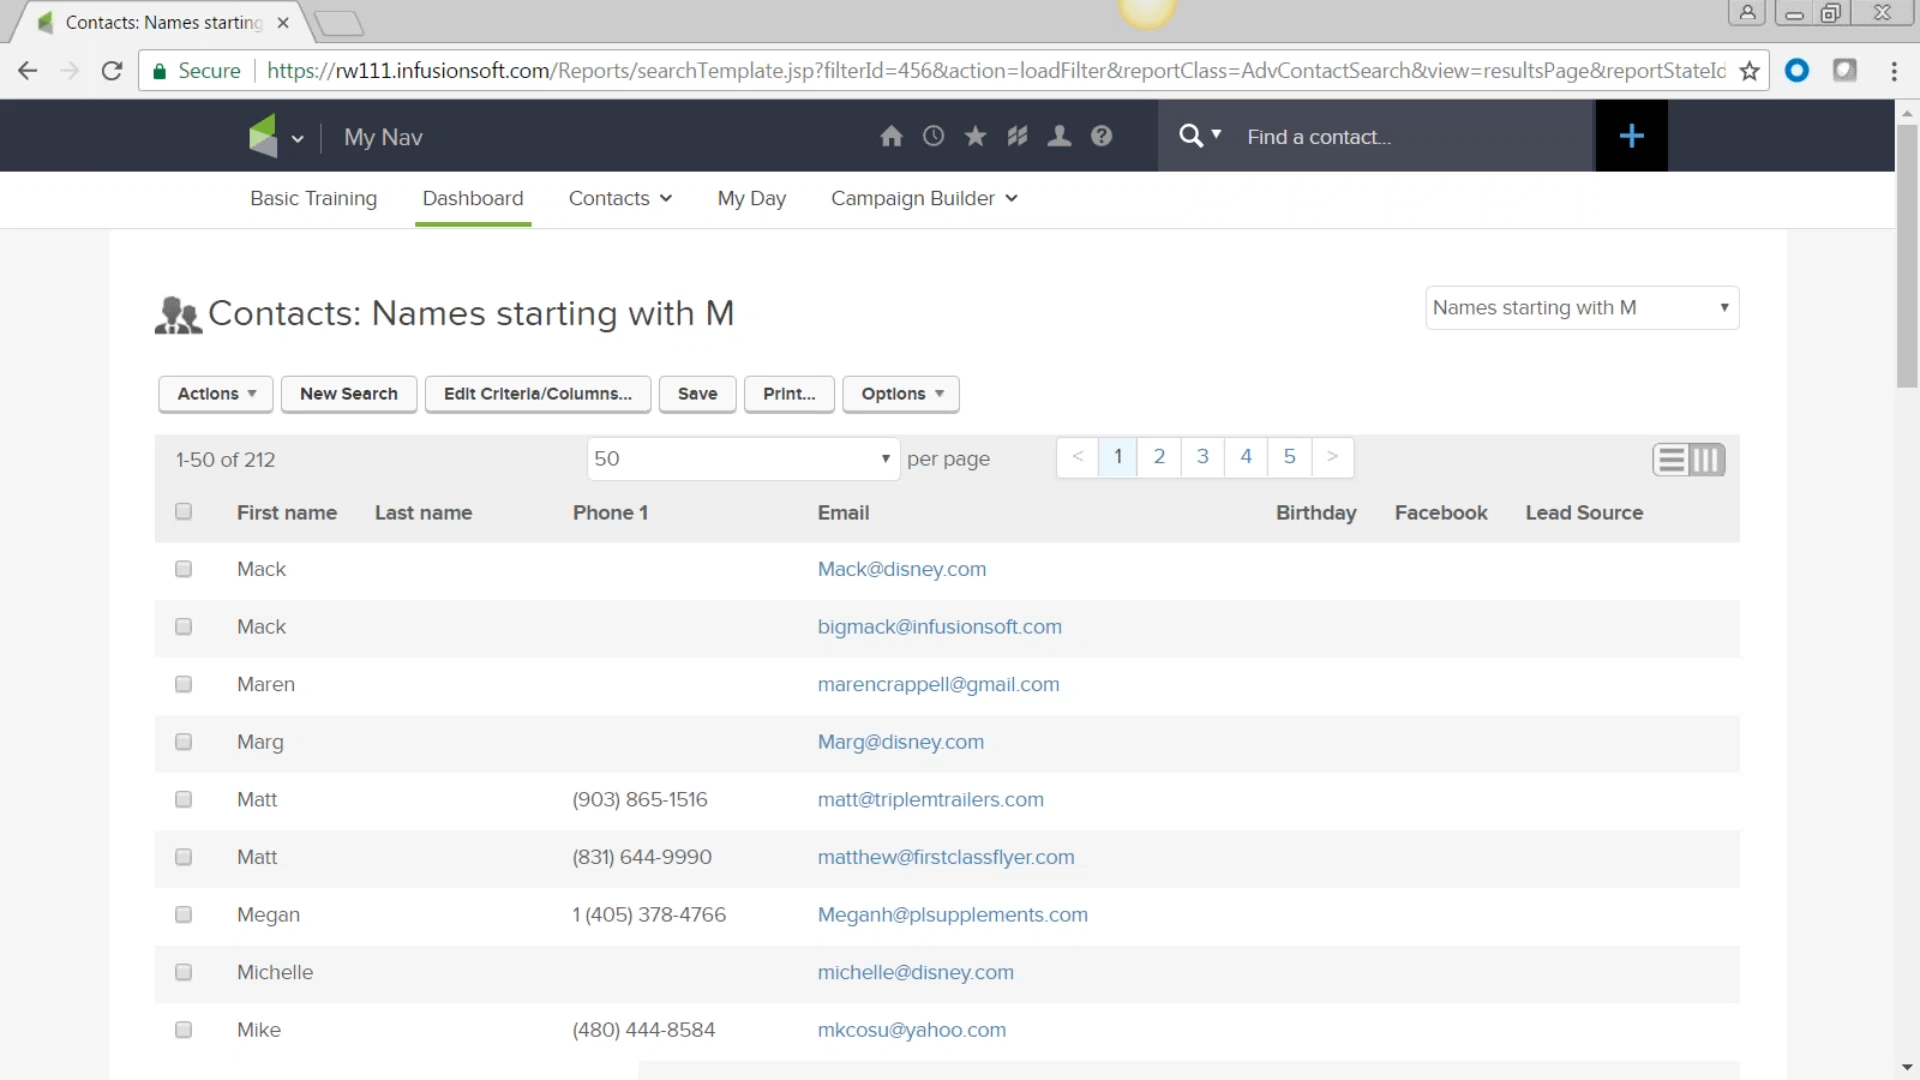 Contacts: Names starting
Secure https://rw111.infusionsoft.com/Reports/searchTemplate.jsp?filterId=456&action=loadFilter&reportClass=AdvContactSearch&view=resultsPage&reportStateId
My Nav Find a contact...
Basic Training Dashboard Contacts My Day Campaign Builder
Contacts: Names starting with M Names starting with M
Actions New Search Edit Criteria/Columns... Save Print... Options
1-50 of 212 50 per page < 1 2 3 4 5 >
First name Last name Phone 1 Email Birthday Facebook Lead Source
Mack Mack@disney.com
Mack bigmack@infusionsoft.com
Maren marencrappell@gmail.com
Marg Marg@disney.com
Matt (903) 865-1516 matt@triplemtrailers.com
Matt (831) 644-9990 matthew@firstclassflyer.com
Megan 1 (405) 378-4766 Meganh@plsupplements.com
Michelle michelle@disney.com
Mike (480) 444-8584 mkcosu@yahoo.com